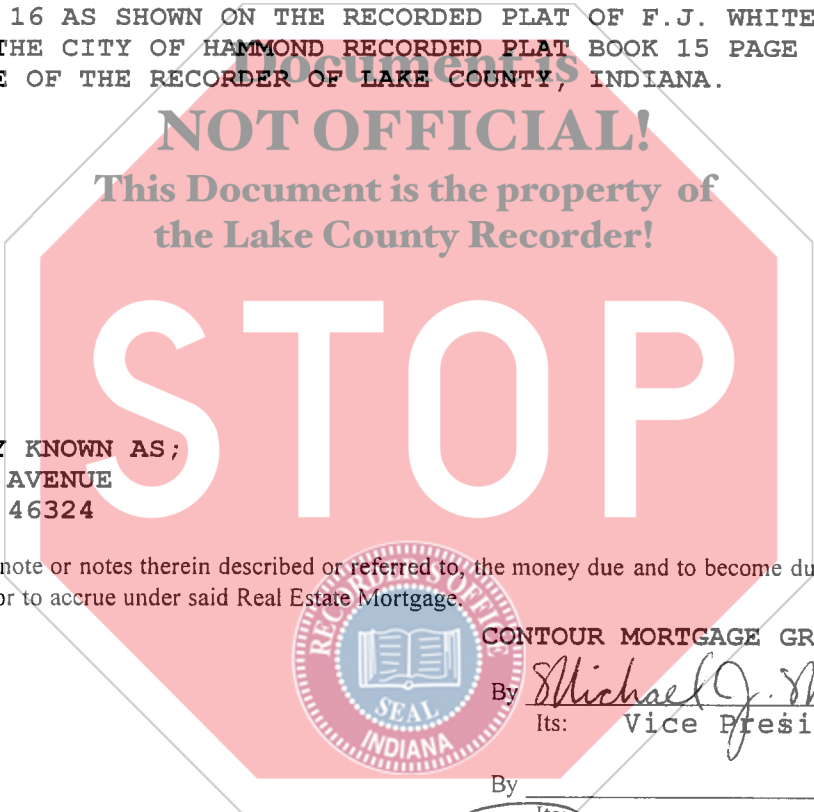 16 AS SHOWN ON THE RECORDED PLAT OF F.J. WHITE
THE CITY OF HAMMOND RECORDED PLAT BOOK 15 PAGE
OF THE RECORDER OF LAKE COUNTY, INDIANA.
Document is
NOT OFFICIAL!
This Document is the property of
the Lake County Recorder!
STOP
KNOWN AS;
AVENUE
46324
note or notes therein described or referred to, the money due and to become du
or to accrue under said Real Estate Mortgage.
RECORDER'S OFFICE
SEAL
INDIANA
CONTOUR MORTGAGE GR
By Michael J.
Its: Vice Presi
By